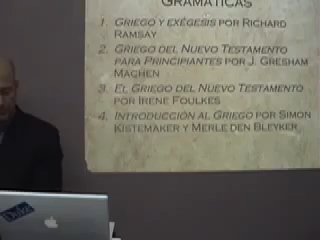 GRAMÁTICAS
1. GRIEGO Y EXÉGESIS POR RICHARD
RAMSAY
2. GRIEGO DEL NUEVO TESTAMENTO
PARA PRINCIPIANTES POR J. GRESHAM
MACHEN
3. EL GRIEGO DEL NUEVO TESTAMENTO
POR IRENE FOULKES
4. INTRODUCCIÓN AL GRIEGO POR SIMON
KISTEMAKER Y MERLE DEN BLEYKER